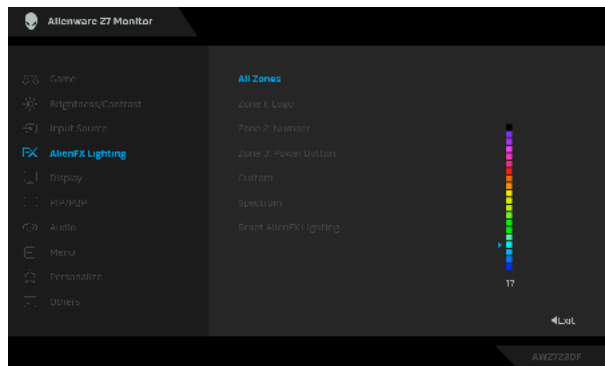 Alienware 27 Monitor
Game
All Zones
Brightness/Contrast
Zone 1: Logo
Input Source
Zone 2: Number
AlienFX Lighting
Zone 3: Power Button
Display
Custom
PIP/PBP
Spectrum
Audio
Reset AlienFX Lighting
Menu
Personalize
17
Others
Exit
AW2723DF